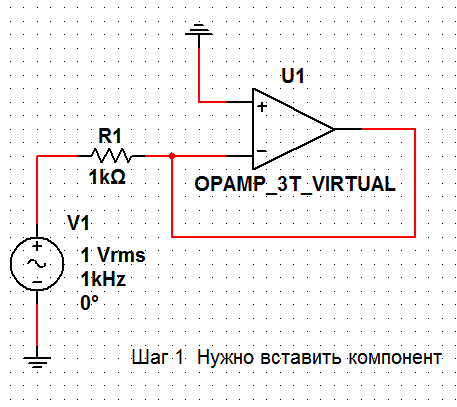 U1
+
−
OPAMP_3T_VIRTUAL
R1
1kΩ
V1
+
−
1 Vrms
1kHz
0°
Шаг 1 Нужно вставить компонент